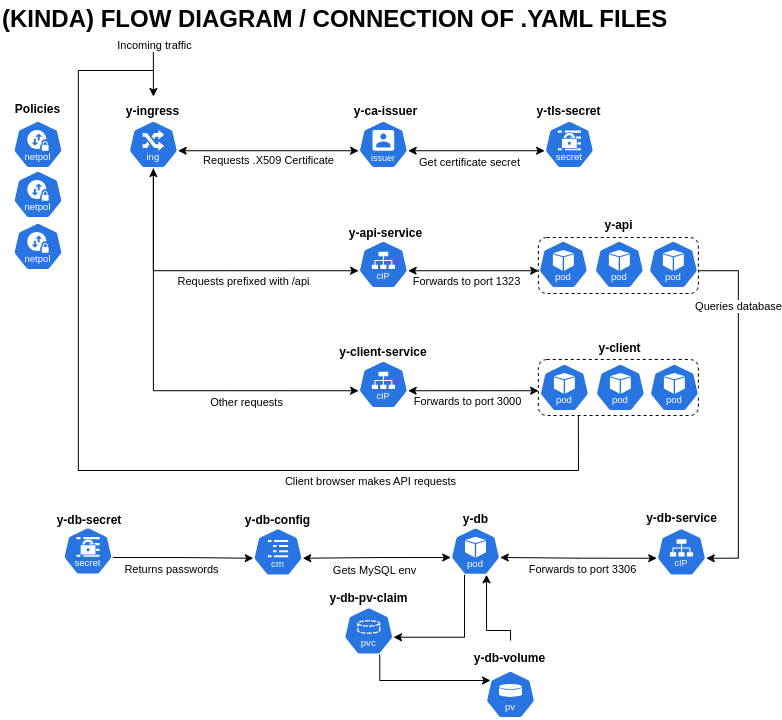 (KINDA) FLOW DIAGRAM / CONNECTION OF .YAML FILES
Incoming traffic
Policies
netpol
netpol
netpol
y-ingress
ing
Requests .X509 Certificate
y-ca-issuer
issuer
Get certificate secret
y-tls-secret
secret
y-api-service
cIP
Requests prefixed with /api
Forwards to port 1323
y-api
pod
pod
pod
Queries database
y-client-service
cIP
Other requests
Forwards to port 3000
y-client
pod
pod
pod
Client browser makes API requests
y-db-secret
secret
Returns passwords
y-db-config
cm
Gets MySQL env
y-db
pod
Forwards to port 3306
y-db-service
cIP
y-db-pv-claim
pvc
y-db-volume
pv